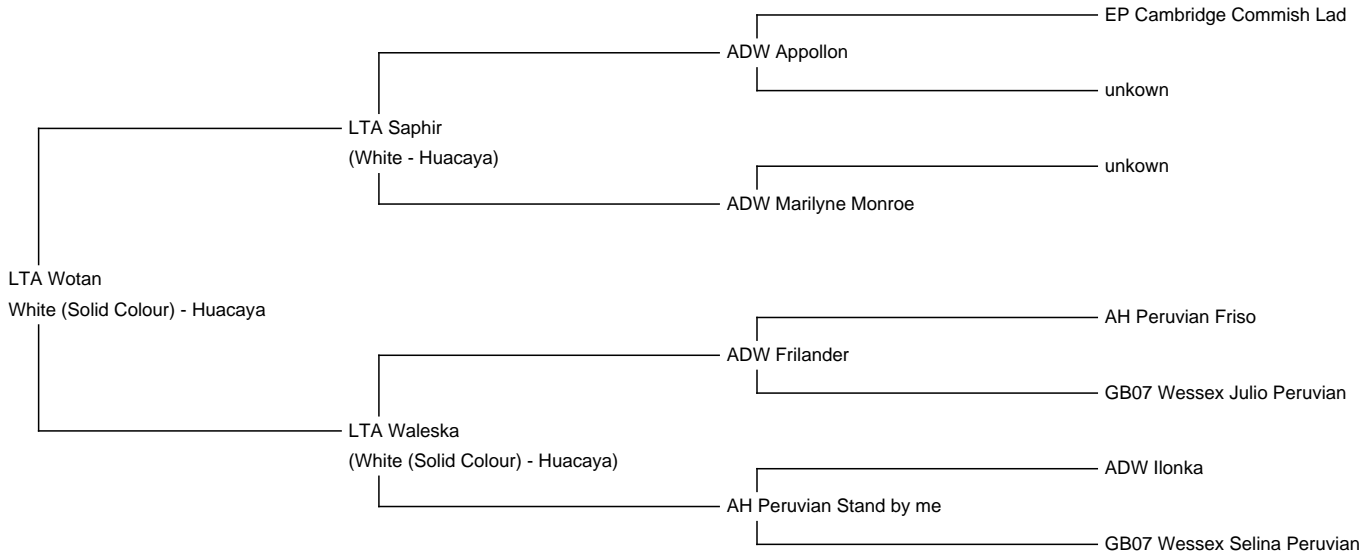 EP Cambridge Commish Lad
ADW Appollon
unkown
LTA Saphir
(White - Huacaya)
unkown
ADW Marilyne Monroe
LTA Wotan
White (Solid Colour) - Huacaya
AH Peruvian Friso
ADW Frilander
GB07 Wessex Julio Peruvian
LTA Waleska
(White (Solid Colour) - Huacaya)
ADW Ilonka
AH Peruvian Stand by me
GB07 Wessex Selina Peruvian